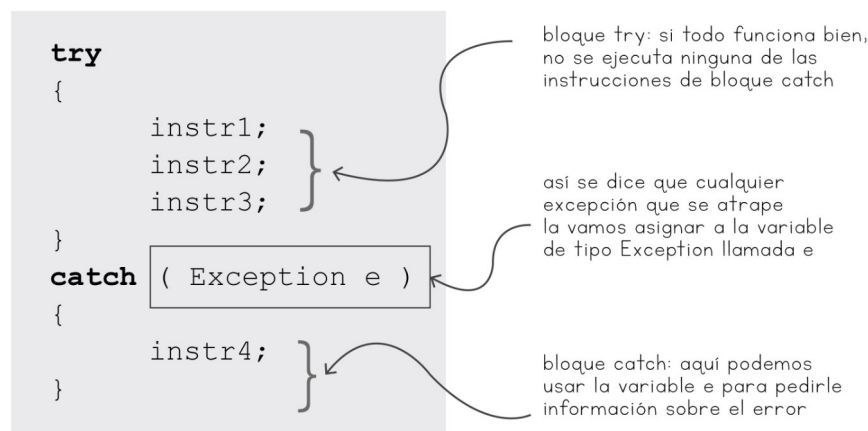 try
{
instr1;
instr2;
instr3;
}
catch ( Exception e )
{
instr4;
}
bloque try: si todo funciona bien,
no se ejecuta ninguna de las
instrucciones de bloque catch
así se dice que cualquier
excepción que se atrape
la vamos asignar a la variable
de tipo Exception llamada e
bloque catch: aquí podemos
usar la variable e para pedirle
información sobre el error